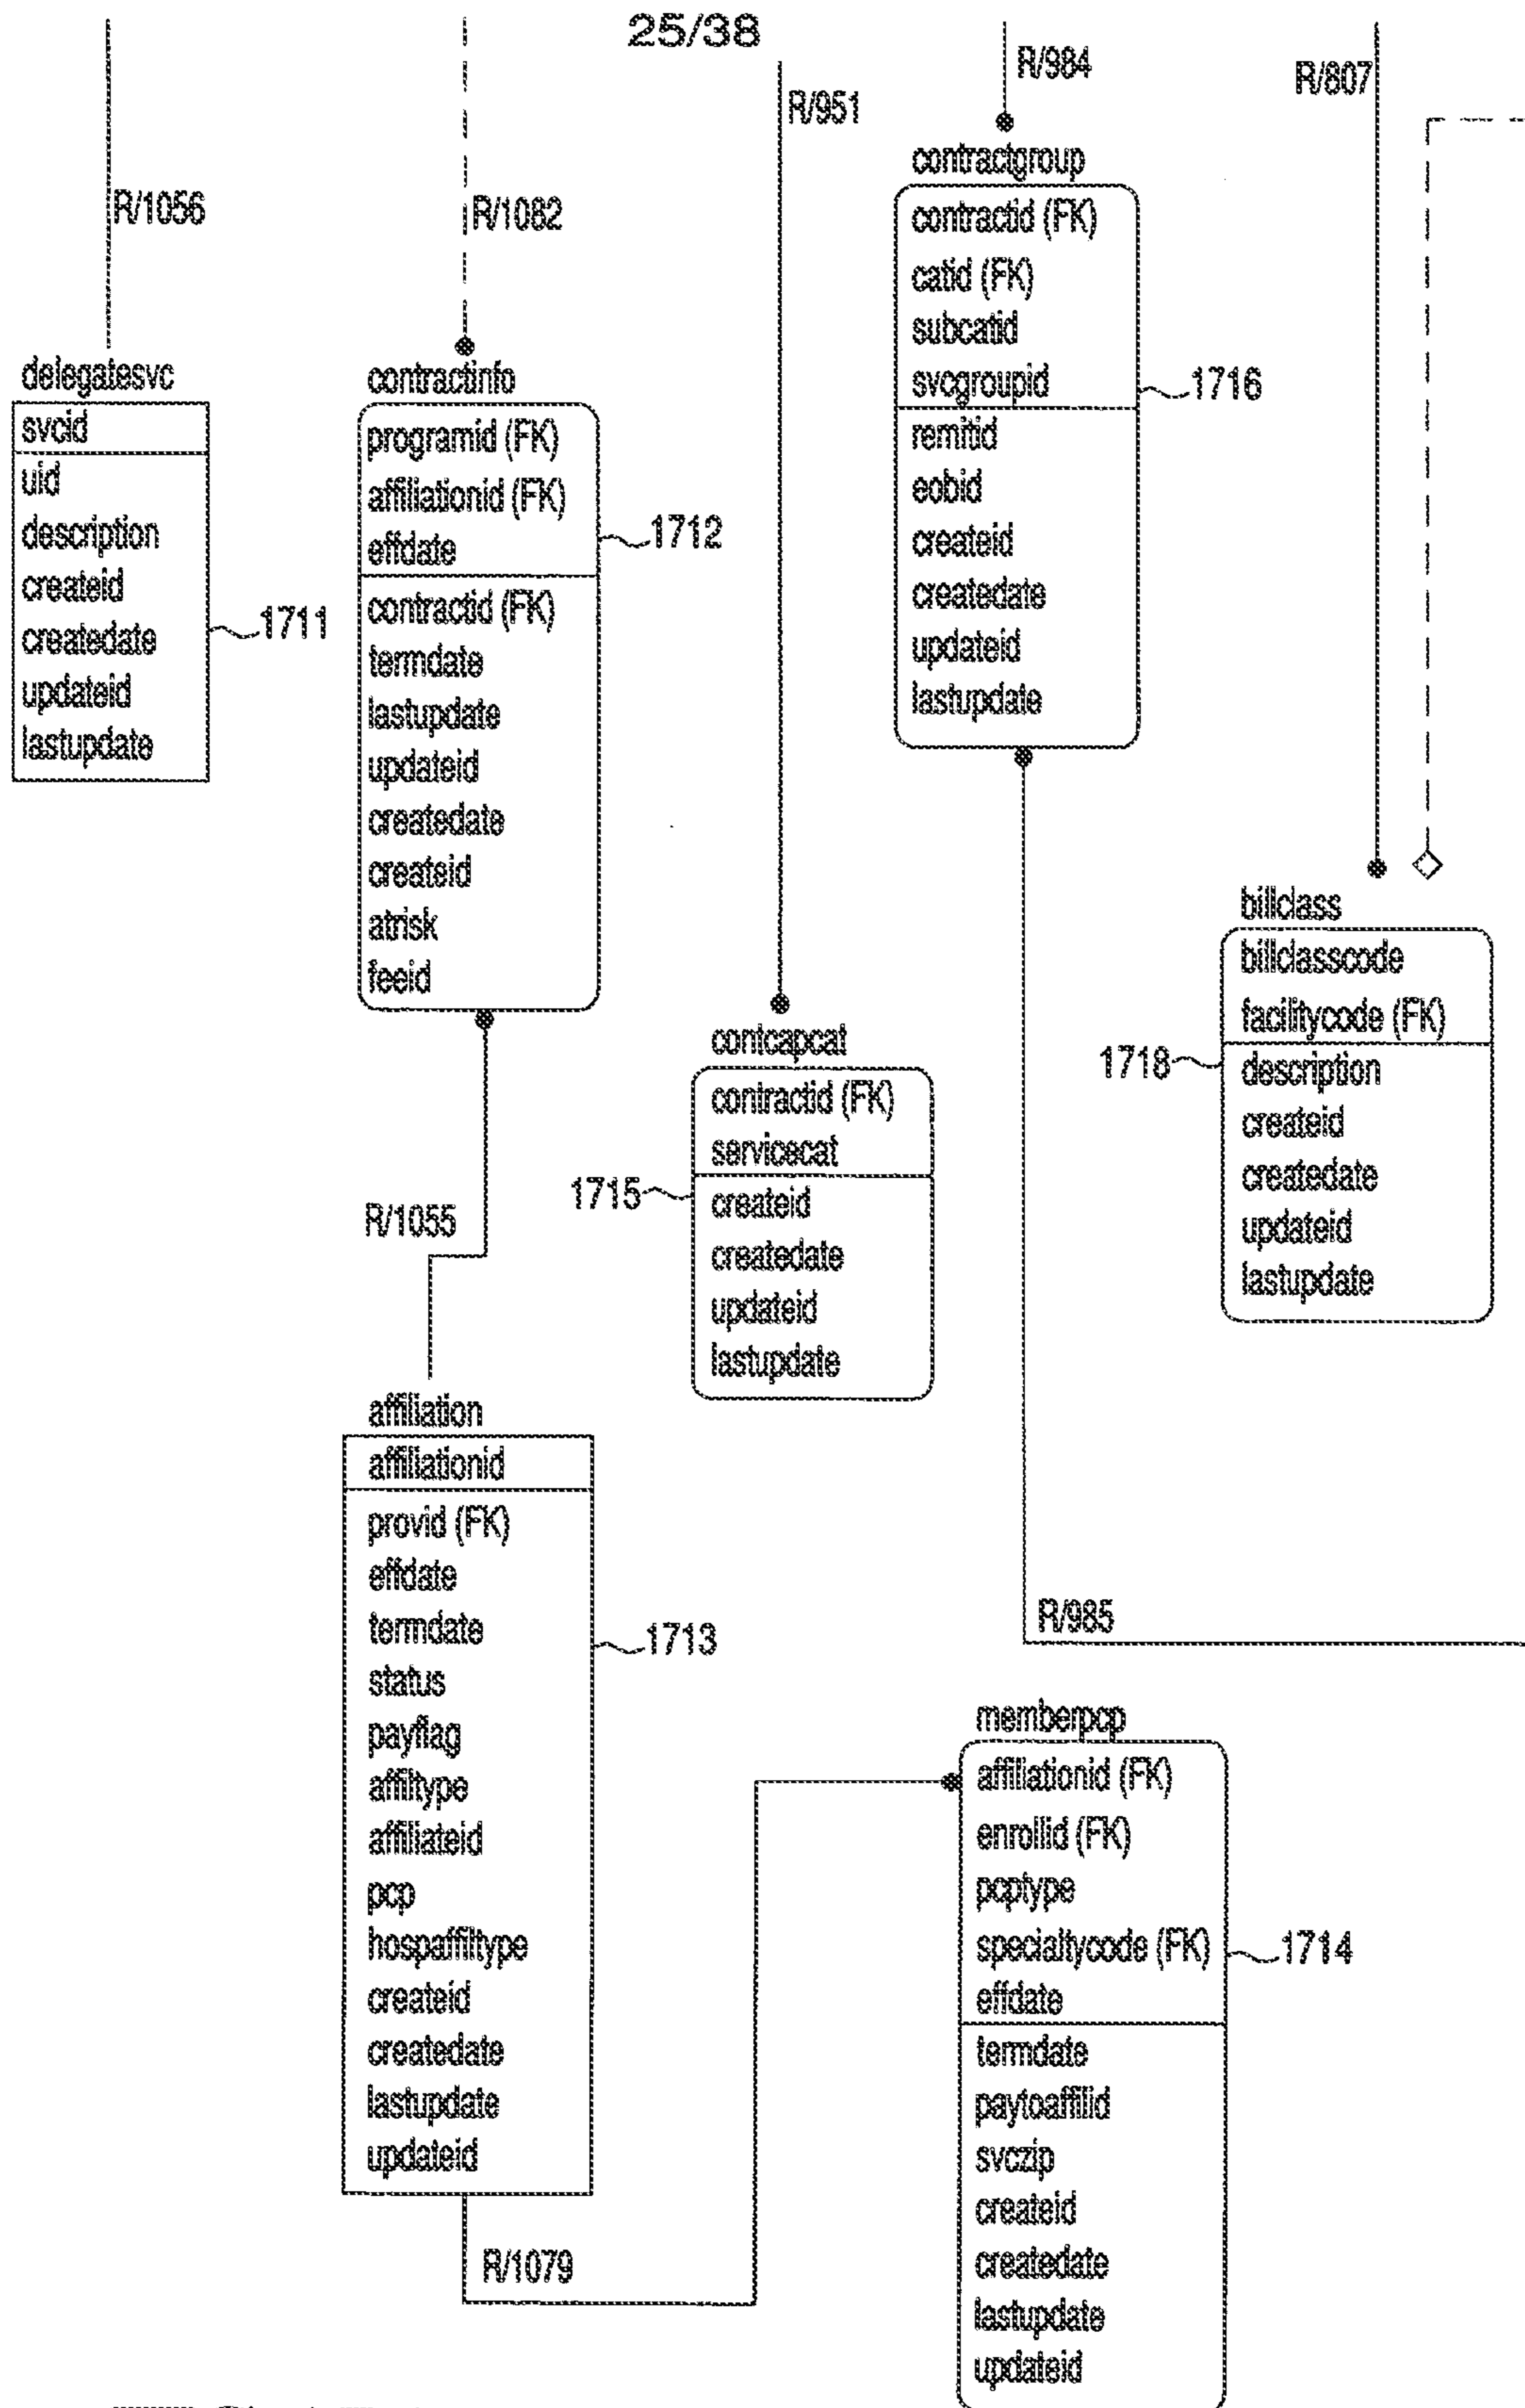 25/38
R/1056
R/1082
R/951
R/984
R/807
delegatesvc
svcid
uid
description
createid
createdate
updateid
lastupdate
1711
contractinfo
programid (FK)
affiliationid (FK)
effdate
contractid (FK)
termdate
lastupdate
updateid
createdate
createid
atrisk
feeid
1712
contractgroup
contractid (FK)
catid (FK)
subcatid
svcgroupid
remitid
eobid
createid
createdate
updateid
lastupdate
1716
contcapcat
contractid (FK)
servicecat
createid
createdate
updateid
lastupdate
1715
billclass
billclasscode
facilitycode (FK)
description
createid
createdate
updateid
lastupdate
1718
R/1055
affiliation
affiliationid
provid (FK)
effdate
termdate
status
payflag
affiltype
affiliateid
pcp
hospaffiltype
createid
createdate
lastupdate
updateid
1713
R/985
R/1079
memberpcp
affiliationid (FK)
enrollid (FK)
pcptype
specialtycode (FK)
effdate
termdate
paytoaffilid
svczip
createid
createdate
lastupdate
updateid
1714